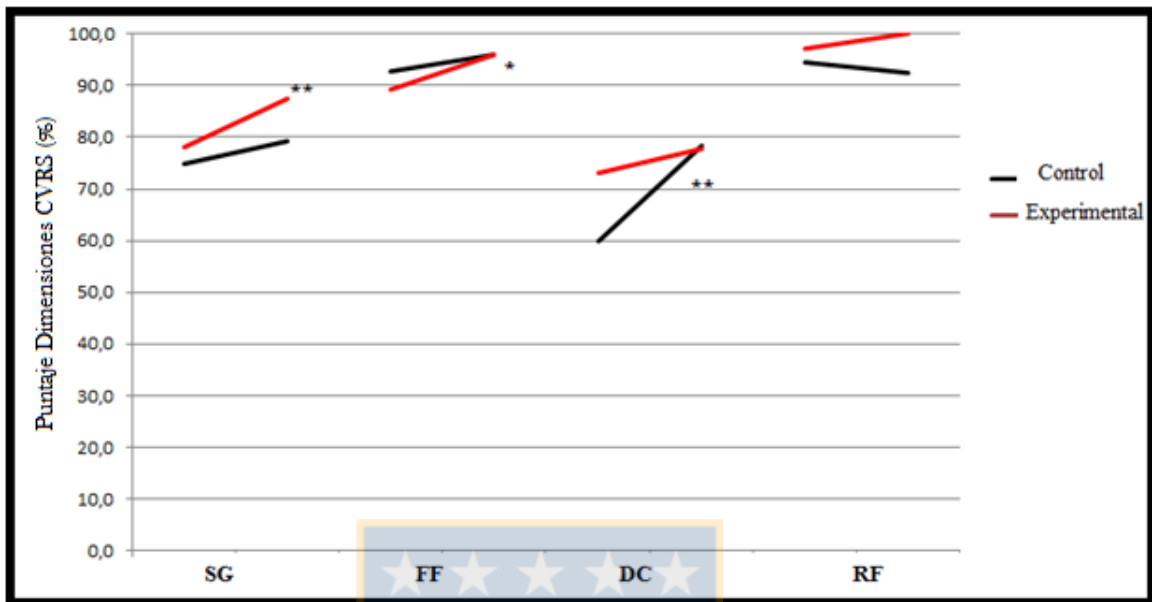 Puntaje Dimensiones CVRS (%)
100,0
90,0
80,0
70,0
60,0
50,0
40,0
30,0
20,0
10,0
0,0
**
*
**
SG
FF
DC
RF
Control
Experimental